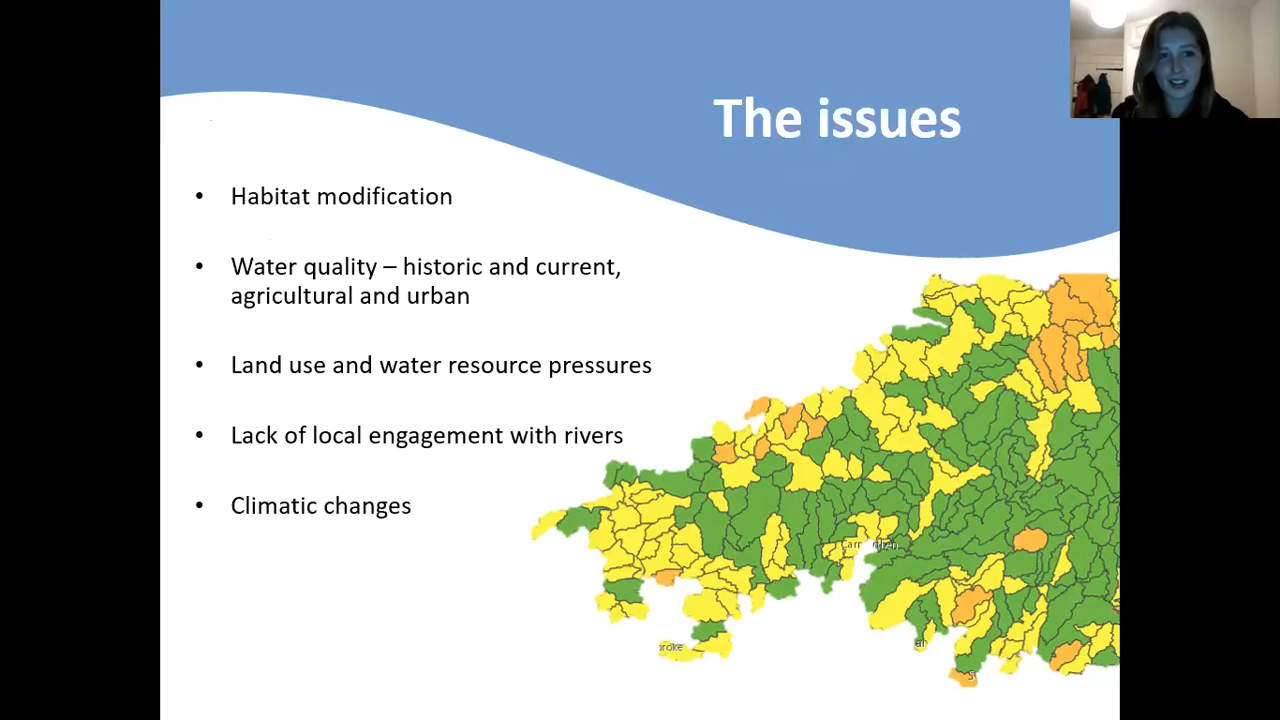 The issues
• Habitat modification
• Water quality – historic and current,
agricultural and urban
• Land use and water resource pressures
• Lack of local engagement with rivers
• Climatic changes
broke